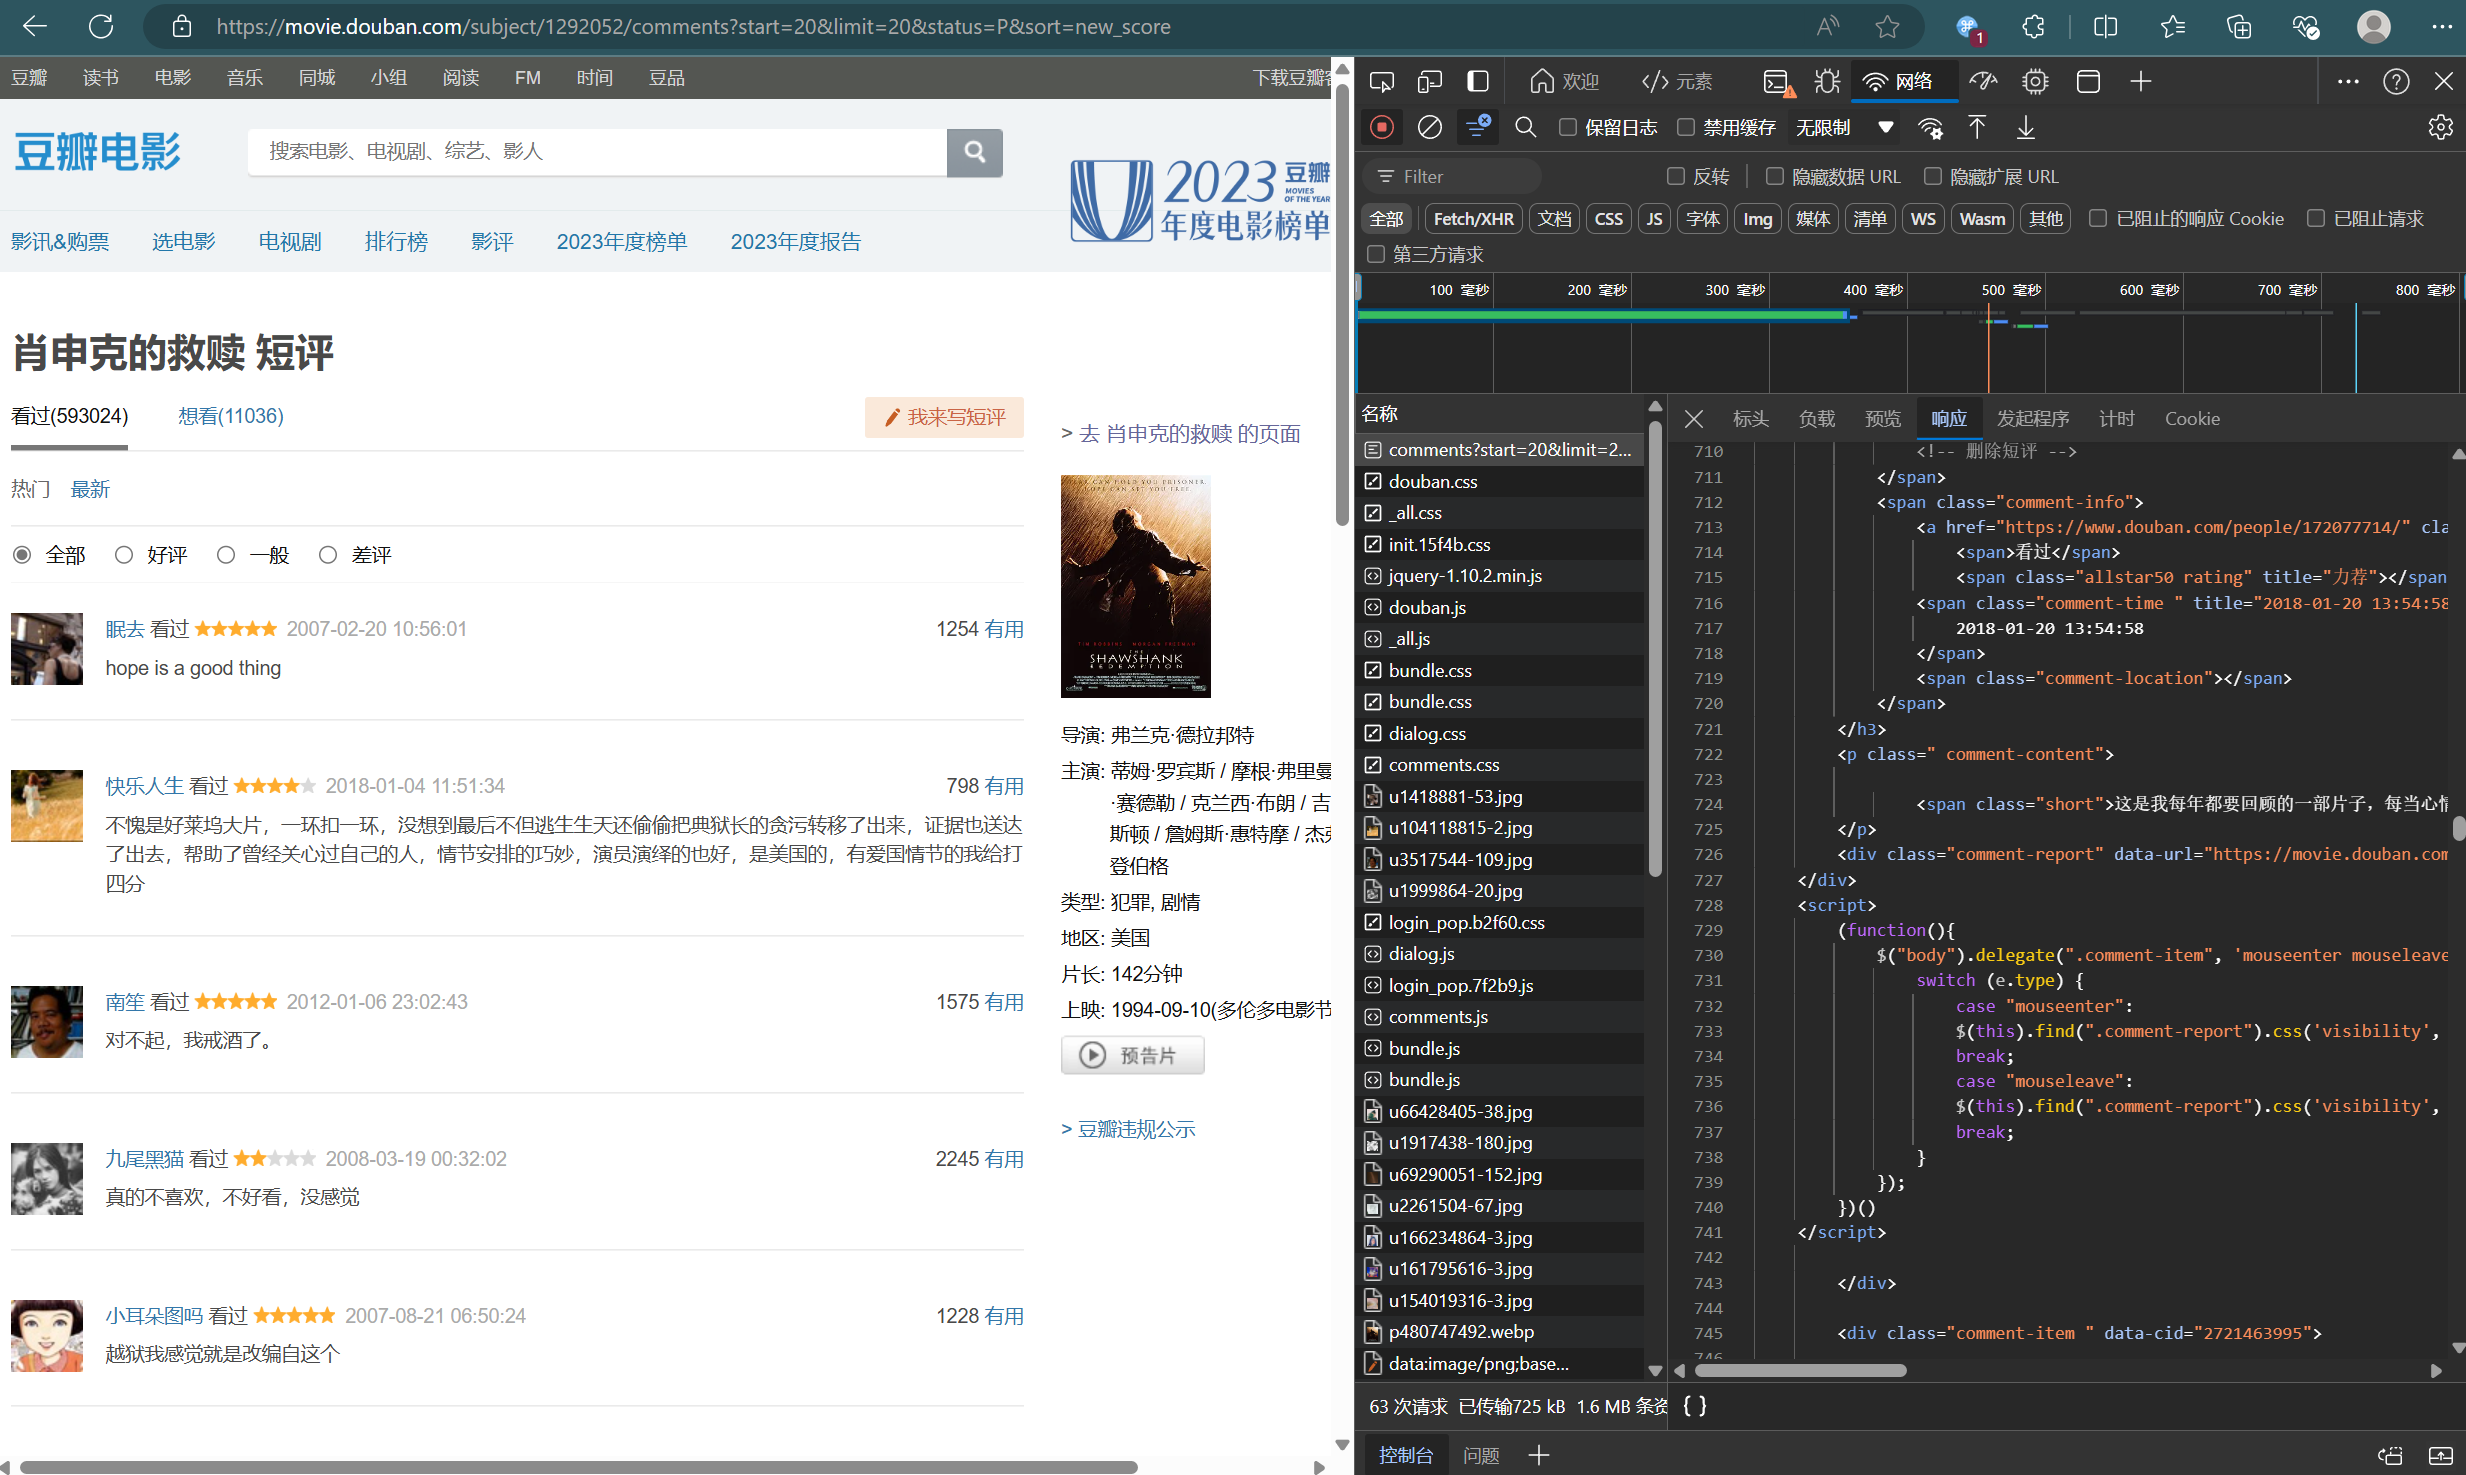 https://movie.douban.com/subject/1292052/comments?start=20&limit=20&status=P&sort=new_score
1
豆瓣 读书 电影 音乐 同城 小组 阅读 FM 时间 豆品 下载豆瓣客
豆瓣电影
搜索电影、电视剧、综艺、影人
2023 豆瓣
MOVIES
OF THE YEAR
年度电影榜单
影讯&购票 选电影 电视剧 排行榜 影评 2023年度榜单 2023年度报告
肖申克的救赎 短评
看过(593024) 想看(11036)
我来写短评
热门 最新
全部 好评 一般 差评
眠去 看过 2007-02-20 10:56:01 1254 有用
hope is a good thing
快乐人生 看过 2018-01-04 11:51:34 798 有用
不愧是好莱坞大片，一环扣一环，没想到最后不但逃生生天还偷偷把典狱长的贪污转移了出来，证据也送达
了出去，帮助了曾经关心过自己的人，情节安排的巧妙，演员演绎的也好，是美国的，有爱国情节的我给打
四分
南笙 看过 2012-01-06 23:02:43 1575 有用
对不起，我戒酒了。
九尾黑猫 看过 2008-03-19 00:32:02 2245 有用
真的不喜欢，不好看，没感觉
小耳朵图吗 看过 2007-08-21 06:50:24 1228 有用
越狱我感觉就是改编自这个
> 去 肖申克的救赎 的页面
FEAR CAN HOLD YOU PRISONER.
HOPE CAN SET YOU FREE.
TIM ROBBINS MORGAN FREEMAN
THE
SHAWSHANK
REDEMPTION
导演: 弗兰克·德拉邦特
主演: 蒂姆·罗宾斯 / 摩根·弗里曼
·赛德勒 / 克兰西·布朗 / 吉
斯顿 / 詹姆斯·惠特摩 / 杰弗
登伯格
类型: 犯罪, 剧情
地区: 美国
片长: 142分钟
上映: 1994-09-10(多伦多电影节
预告片
> 豆瓣违规公示
欢迎 元素 网络
保留日志 禁用缓存 无限制
Filter 反转 隐藏数据 URL 隐藏扩展 URL
全部 Fetch/XHR 文档 CSS JS 字体 Img 媒体 清单 WS Wasm 其他 已阻止的响应 Cookie 已阻止请求
第三方请求
100 毫秒 200 毫秒 300 毫秒 400 毫秒 500 毫秒 600 毫秒 700 毫秒 800 毫秒
名称
comments?start=20&limit=2...
douban.css
_all.css
init.15f4b.css
jquery-1.10.2.min.js
douban.js
_all.js
bundle.css
bundle.css
dialog.css
comments.css
u1418881-53.jpg
u104118815-2.jpg
u3517544-109.jpg
u1999864-20.jpg
login_pop.b2f60.css
dialog.js
login_pop.7f2b9.js
comments.js
bundle.js
bundle.js
u66428405-38.jpg
u1917438-180.jpg
u69290051-152.jpg
u2261504-67.jpg
u166234864-3.jpg
u161795616-3.jpg
u154019316-3.jpg
p480747492.webp
data:image/png;base...
标头 负载 预览 响应 发起程序 计时 Cookie
710 <!-- 删除短评 -->
711 </span>
712 <span class="comment-info">
713 <a href="https://www.douban.com/people/172077714/" cla
714 <span>看过</span>
715 <span class="allstar50 rating" title="力荐"></span
716 <span class="comment-time " title="2018-01-20 13:54:58
717 2018-01-20 13:54:58
718 </span>
719 <span class="comment-location"></span>
720 </span>
721 </h3>
722 <p class=" comment-content">
723
724 <span class="short">这是我每年都要回顾的一部片子，每当心情
725 </p>
726 <div class="comment-report" data-url="https://movie.douban.com
727 </div>
728 <script>
729 (function(){
730 $("body").delegate(".comment-item", 'mouseenter mouseleave
731 switch (e.type) {
732 case "mouseenter":
733 $(this).find(".comment-report").css('visibility',
734 break;
735 case "mouseleave":
736 $(this).find(".comment-report").css('visibility',
737 break;
738 }
739 });
740 })()
741 </script>
742
743 </div>
744
745 <div class="comment-item " data-cid="2721463995">
746
63 次请求 已传输725 kB 1.6 MB 条资 { }
控制台 问题